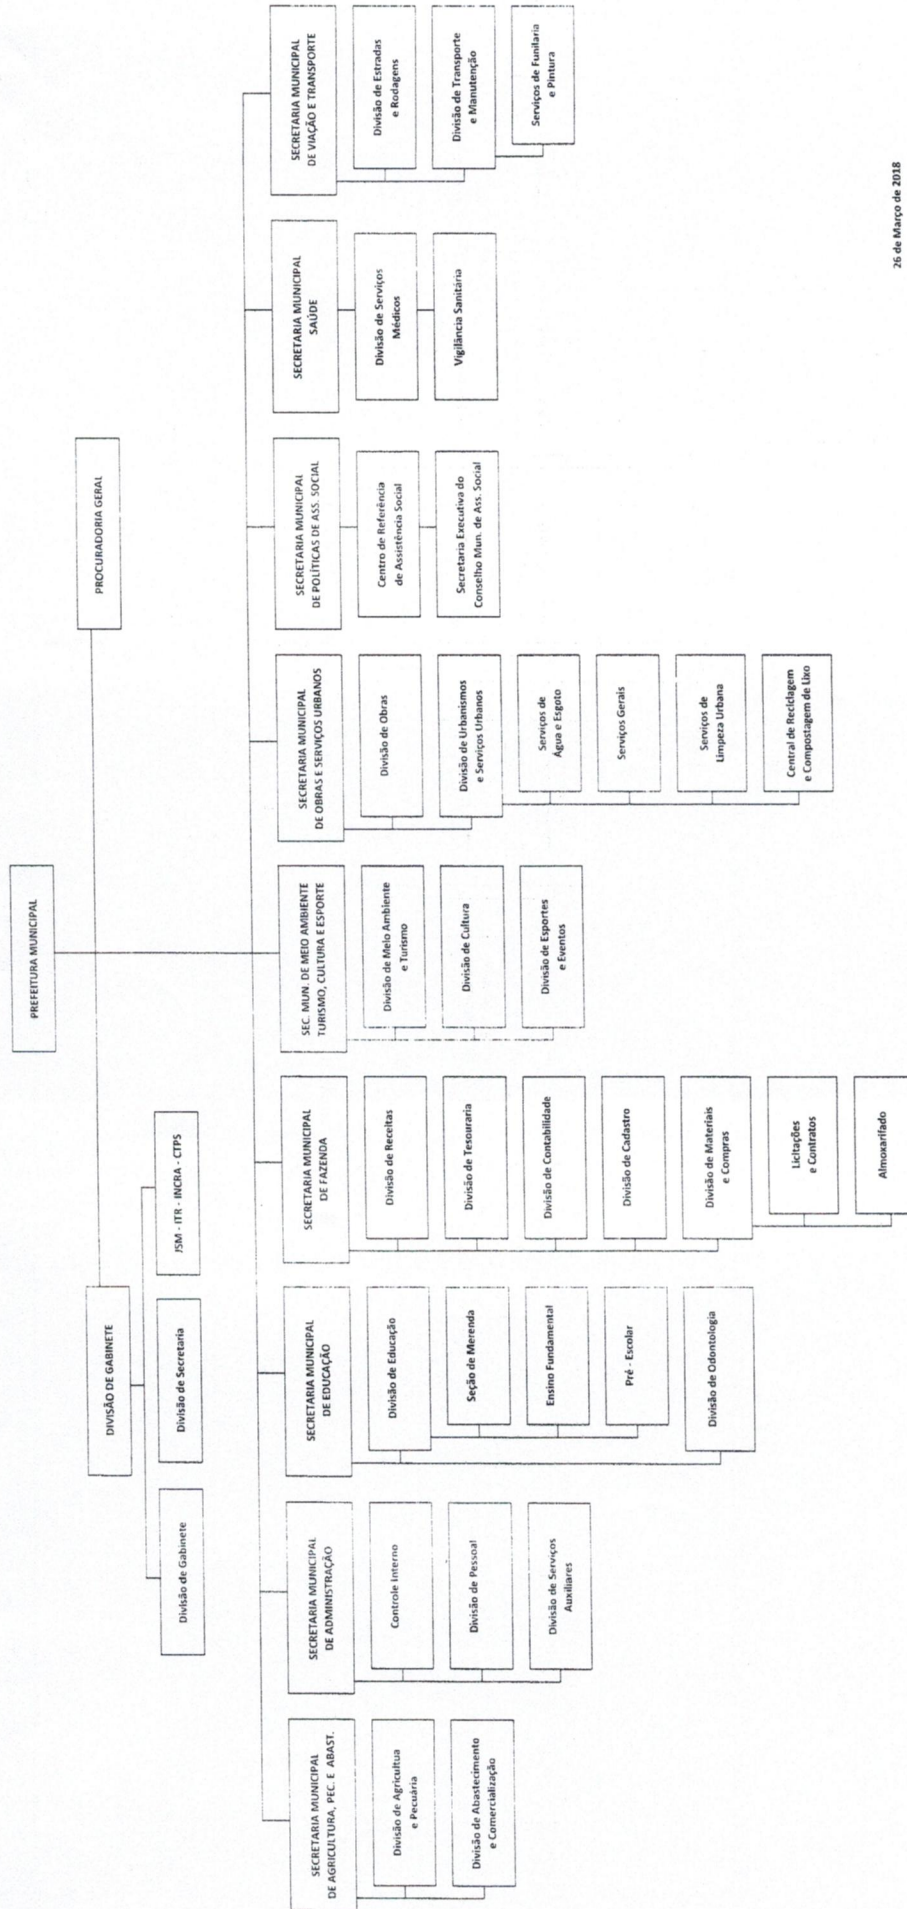 PREFEITURA MUNICIPAL
DIVISÃO DE GABINETE
PROCURADORIA GERAL
Divisão de Gabinete
Divisão de Secretaria
JSM - ITR - INCRA - CTPS
SECRETARIA MUNICIPAL
DE AGRICULTURA, PEC. E ABAST.
Divisão de Agricultua
e Pecuária
Divisão de Abastecimento
e Comercialização
SECRETARIA MUNICIPAL
DE ADMINISTRAÇÃO
Controle Interno
Divisão de Pessoal
Divisão de Serviços
Auxiliares
SECRETARIA MUNICIPAL
DE EDUCAÇÃO
Divisão de Educação
Seção de Merenda
Ensino Fundamental
Pré - Escolar
Divisão de Odontologia
SECRETARIA MUNICIPAL
DE FAZENDA
Divisão de Receitas
Divisão de Tesouraria
Divisão de Contabilidade
Divisão de Cadastro
Divisão de Materiais
e Compras
Licitações
e Contratos
Almoxarifado
SEC. MUN. DE MEIO AMBIENTE
TURISMO, CULTURA E ESPORTE
Divisão de Meio Ambiente
e Turismo
Divisão de Cultura
Divisão de Esportes
e Eventos
SECRETARIA MUNICIPAL
DE OBRAS E SERVIÇOS URBANOS
Divisão de Obras
Divisão de Urbanismos
e Serviços Urbanos
Serviços de
Água e Esgoto
Serviços Gerais
Serviços de
Limpeza Urbana
Central de Reciclagem
e Compostagem de Lixo
SECRETARIA MUNICIPAL
DE POLÍTICAS DE ASS. SOCIAL
Centro de Referência
de Assistência Social
Secretaria Executiva do
Conselho Mun. de Ass. Social
SECRETARIA MUNICIPAL
SAÚDE
Divisão de Serviços
Médicos
Vigilância Sanitária
SECRETARIA MUNICIPAL
DE VIAÇÃO E TRANSPORTE
Divisão de Estradas
e Rodagens
Divisão de Transporte
e Manutenção
Serviços de Funilaria
e Pintura
26 de Março de 2018